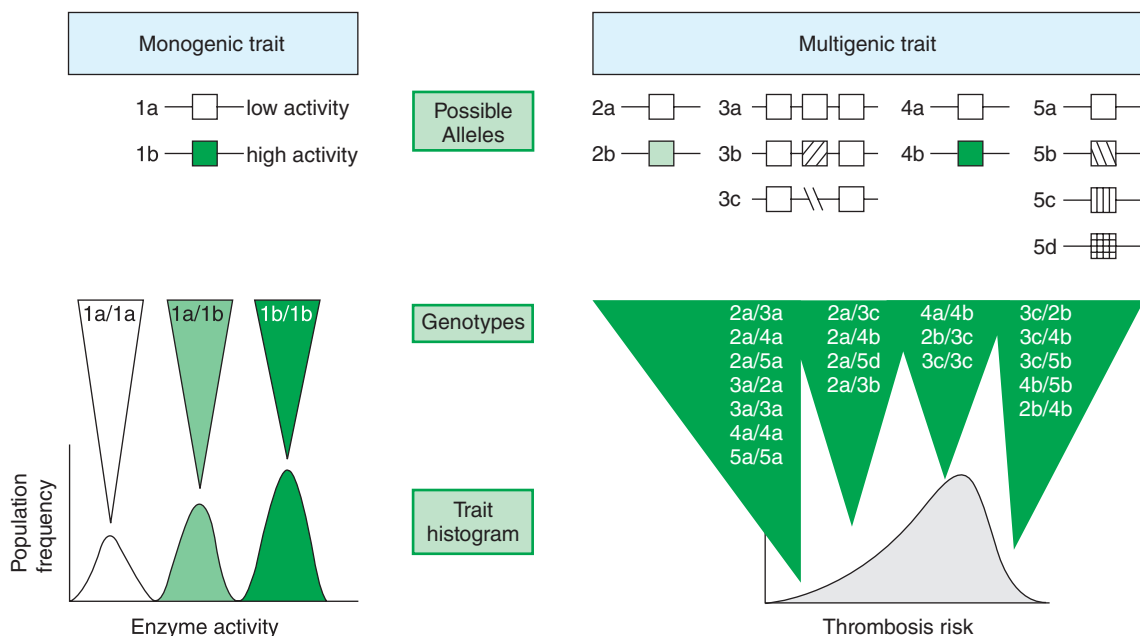 Monogenic trait
Multigenic trait
1a
low activity
1b
high activity
Possible
Alleles
2a
2b
3a
3b
3c
4a
4b
5a
5b
5c
5d
1a/1a
1a/1b
1b/1b
Genotypes
2a/3a
2a/4a
2a/5a
3a/2a
3a/3a
4a/4a
5a/5a
2a/3c
2a/4b
2a/5d
2a/3b
4a/4b
2b/3c
3c/3c
3c/2b
3c/4b
3c/5b
4b/5b
2b/4b
Population
frequency
Trait
histogram
Enzyme activity
Thrombosis risk